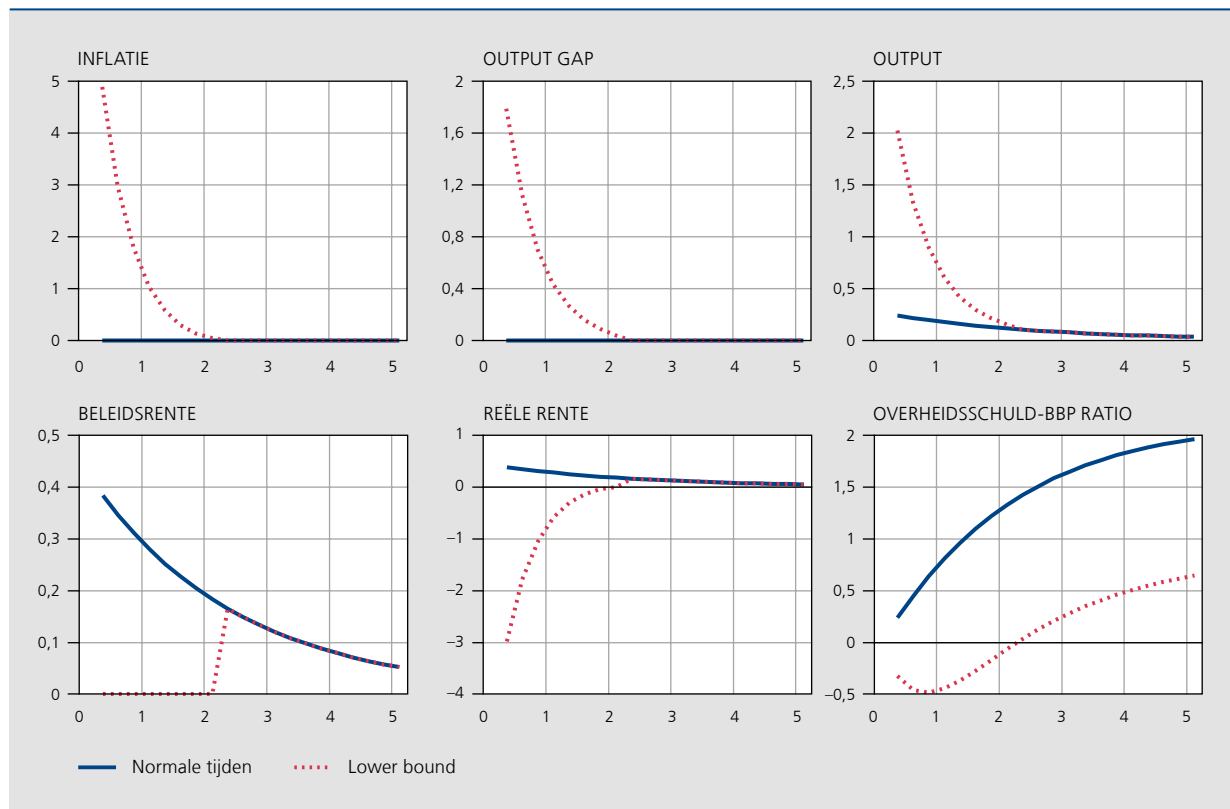 INFLATIE
OUTPUT GAP
OUTPUT
5
4
3
2
1
0
0 1 2 3 4 5
2
1,6
1,2
0,8
0,4
0
0 1 2 3 4 5
2,5
2
1,5
1
0,5
0
0 1 2 3 4 5
BELEIDSRENTE
REËLE RENTE
OVERHEIDSSCHULD-BBP RATIO
0,5
0,4
0,3
0,2
0,1
0
0 1 2 3 4 5
1
0
–1
–2
–3
–4
0 1 2 3 4 5
2
1,5
1
0,5
0
–0,5
0 1 2 3 4 5
Normale tijden
Lower bound